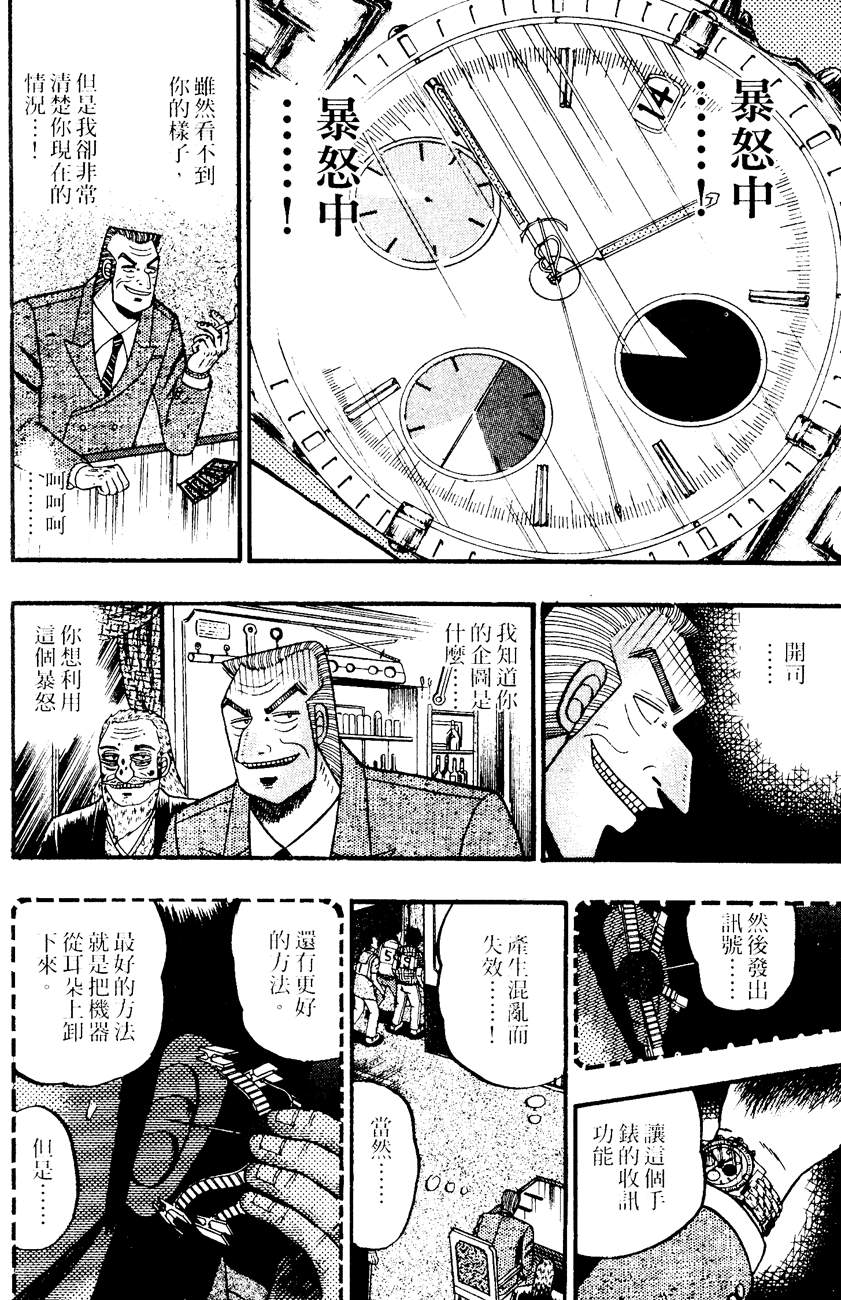 暴怒中
……！
暴怒中
……！
14
雖然看不到
你的樣子，
但是我卻非常
清楚你現在的
情況…！
呵呵呵
……
開司
……
我知道你
的企圖是
什麼……
你想利用
這個暴怒
然後發出
訊號……
讓這個手
錶的收訊
功能
產生混亂而
失效……！
當然……
還有更好
的方法。
最好的方法
就是把機器
從耳朵上卸
下來。
但是……